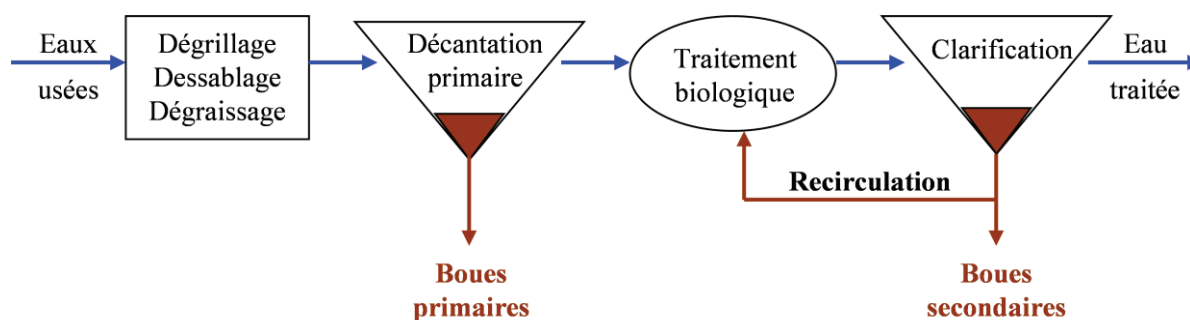 Eaux
usées
Dégrillage
Dessablage
Dégraissage
Décantation
primaire
Traitement
biologique
Clarification
Eau
traitée
Recirculation
Boues
primaires
Boues
secondaires